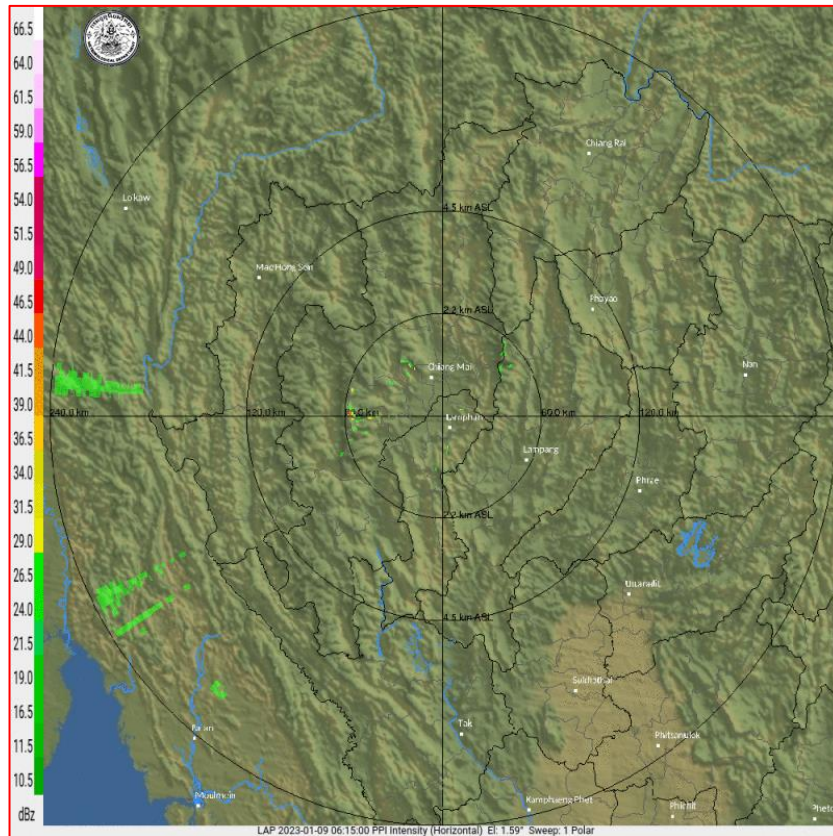 66.5
64.0
61.5
59.0
56.5
54.0
51.5
49.0
46.5
44.0
41.5
39.0
36.5
34.0
31.5
29.0
26.5
24.0
21.5
19.0
16.5
14.0
11.5
10.5
dBz
Chiang Rai
Loikaw
4.5 km ASL
Mae Hong Son
Phayao
2.2 km ASL
Chiang Mai
Nan
240.0 km
120.0 km
60.0 km
120.0 km
Lamphun
Lampang
Phrae
2.2 km ASL
Uttaradit
4.5 km ASL
Sukhothai
Tak
Pa'an
Phitsanulok
Moulmein
Kamphaeng Phet
Phichit
LAP 2023-01-09 06:15:00 PPI Intensity (Horizontal) El: 1.59° Sweep: 1 Polar